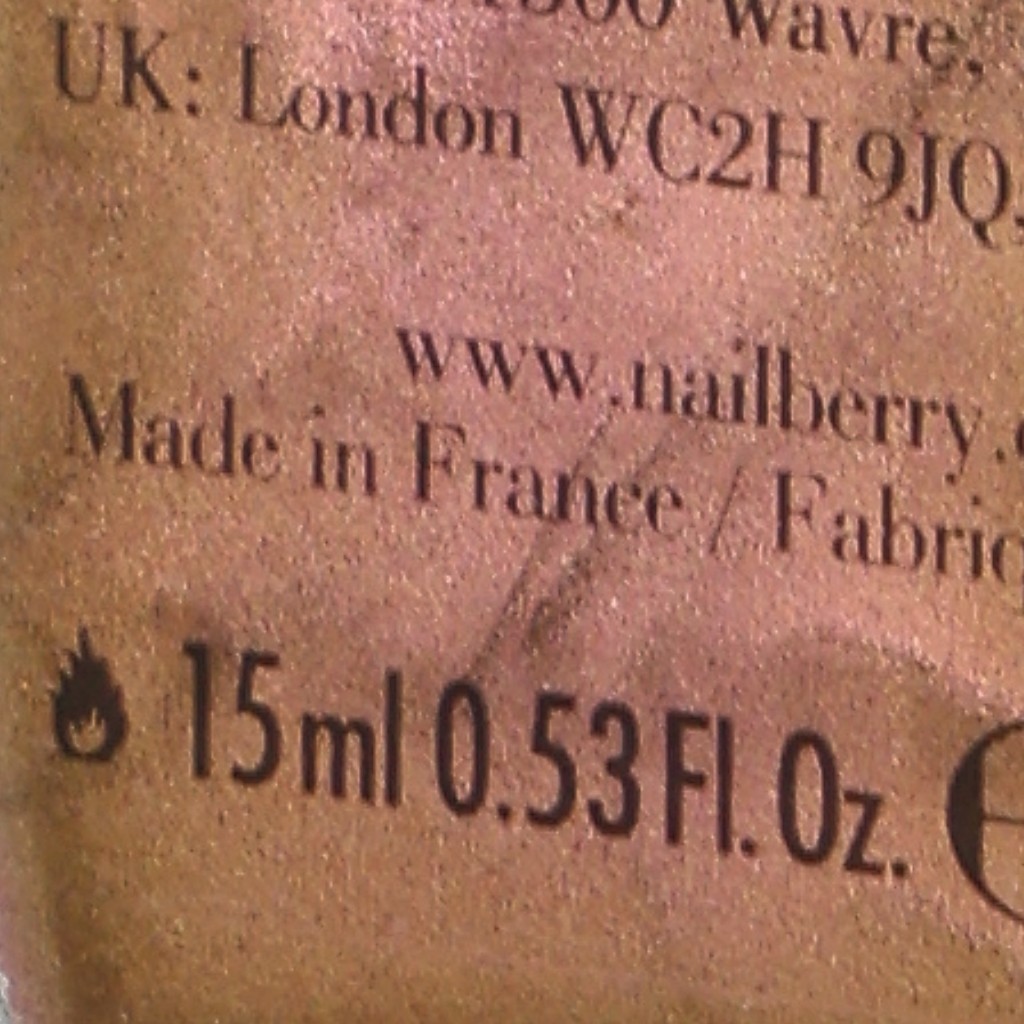 Wavre,
UK: London WC2H 9JQ.
www.nailberry.
Made in France / Fabric
15ml 0.53 Fl. Oz. e